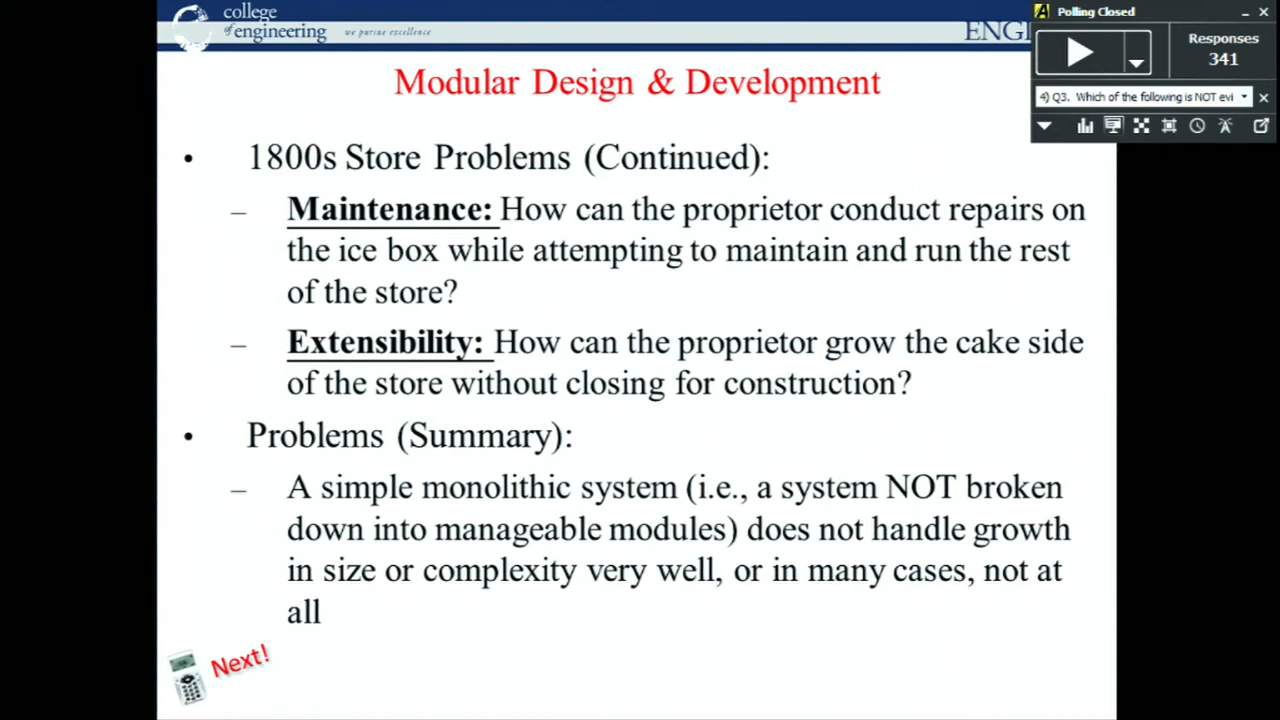 college
of engineering we pursue excellence
ENGI
Polling Closed
Responses
341
4) Q3. Which of the following is NOT evi
Modular Design & Development
• 1800s Store Problems (Continued):
– Maintenance: How can the proprietor conduct repairs on
the ice box while attempting to maintain and run the rest
of the store?
– Extensibility: How can the proprietor grow the cake side
of the store without closing for construction?
• Problems (Summary):
– A simple monolithic system (i.e., a system NOT broken
down into manageable modules) does not handle growth
in size or complexity very well, or in many cases, not at
all
Next!